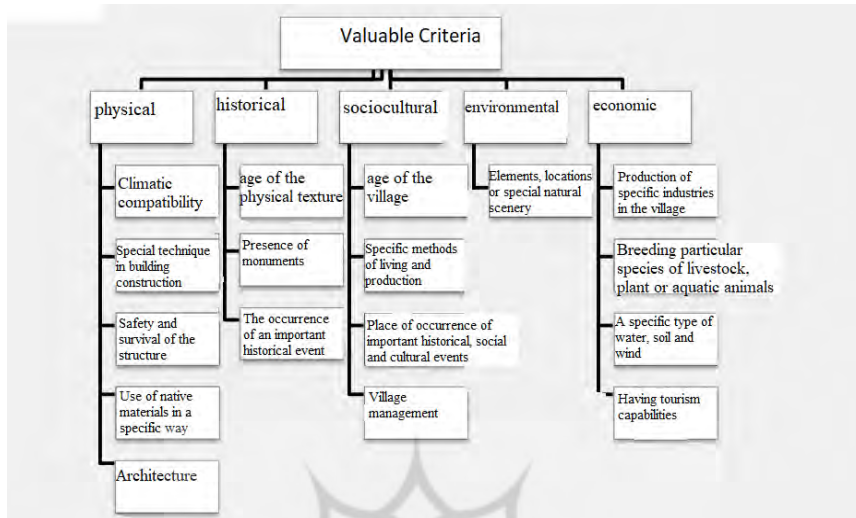 Valuable Criteria
physical
historical
sociocultural
environmental
economic
Climatic
compatibility
Special technique
in building
construction
Safety and
survival of the
structure
Use of native
materials in a
specific way
Architecture
age of the
physical texture
Presence of
monuments
The occurrence
of an important
historical event
age of the
village
Specific methods
of living and
production
Place of occurrence of
important historical, social
and cultural events
Village
management
Elements, locations
or special natural
scenery
Production of
specific industries
in the village
Breeding particular
species of livestock,
plant or aquatic animals
A specific type of
water, soil and
wind
Having tourism
capabilities